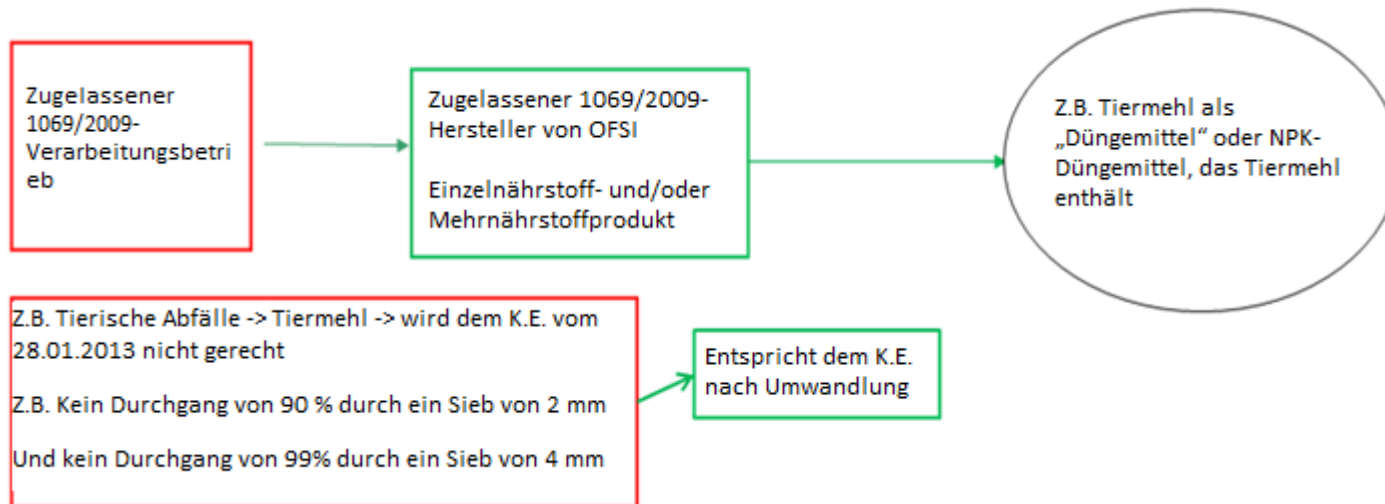 Zugelassener
1069/2009-
Verarbeitungsbetri
eb
Zugelassener 1069/2009-
Hersteller von OFSI
Einzelnährstoff- und/oder
Mehrnährstoffprodukt
Z.B. Tiermehl als
„Düngemittel“ oder NPK-
Düngemittel, das Tiermehl
enthält
Z.B. Tierische Abfälle -> Tiermehl -> wird dem K.E. vom
28.01.2013 nicht gerecht
Z.B. Kein Durchgang von 90 % durch ein Sieb von 2 mm
Und kein Durchgang von 99% durch ein Sieb von 4 mm
Entspricht dem K.E.
nach Umwandlung